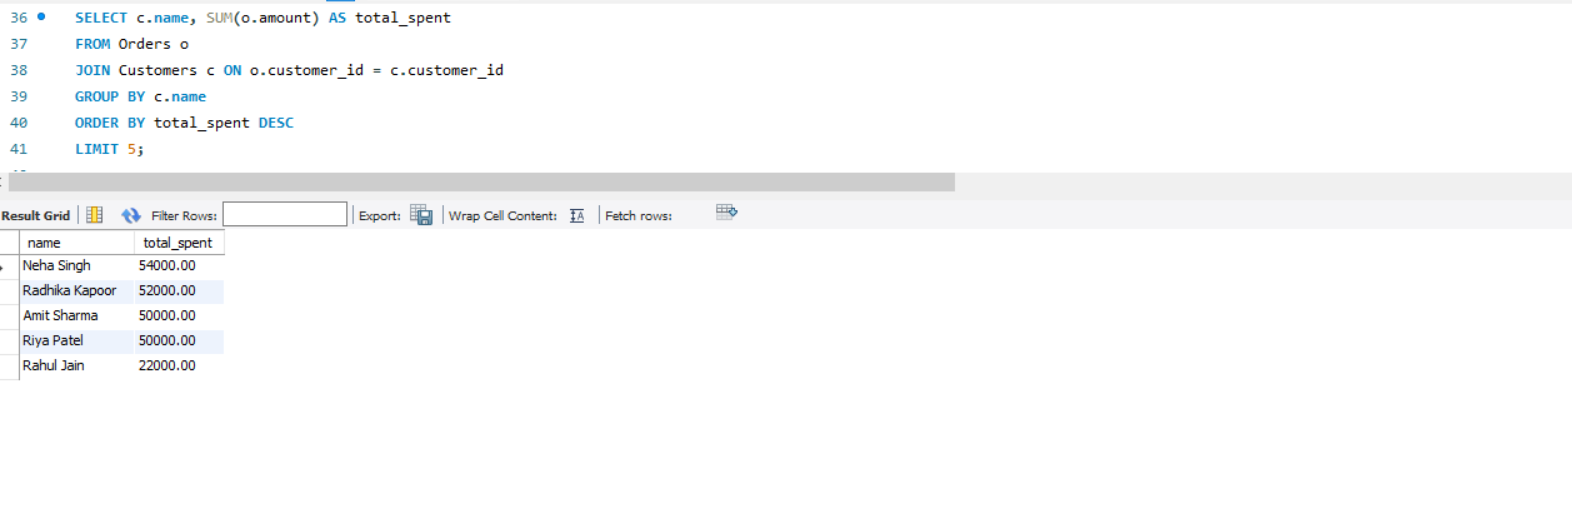 36 SELECT c.name, SUM(o.amount) AS total_spent
37 FROM Orders o
38 JOIN Customers c ON o.customer_id = c.customer_id
39 GROUP BY c.name
40 ORDER BY total_spent DESC
41 LIMIT 5;
Result Grid Filter Rows: Export: Wrap Cell Content: Fetch rows:
name total_spent
Neha Singh 54000.00
Radhika Kapoor 52000.00
Amit Sharma 50000.00
Riya Patel 50000.00
Rahul Jain 22000.00